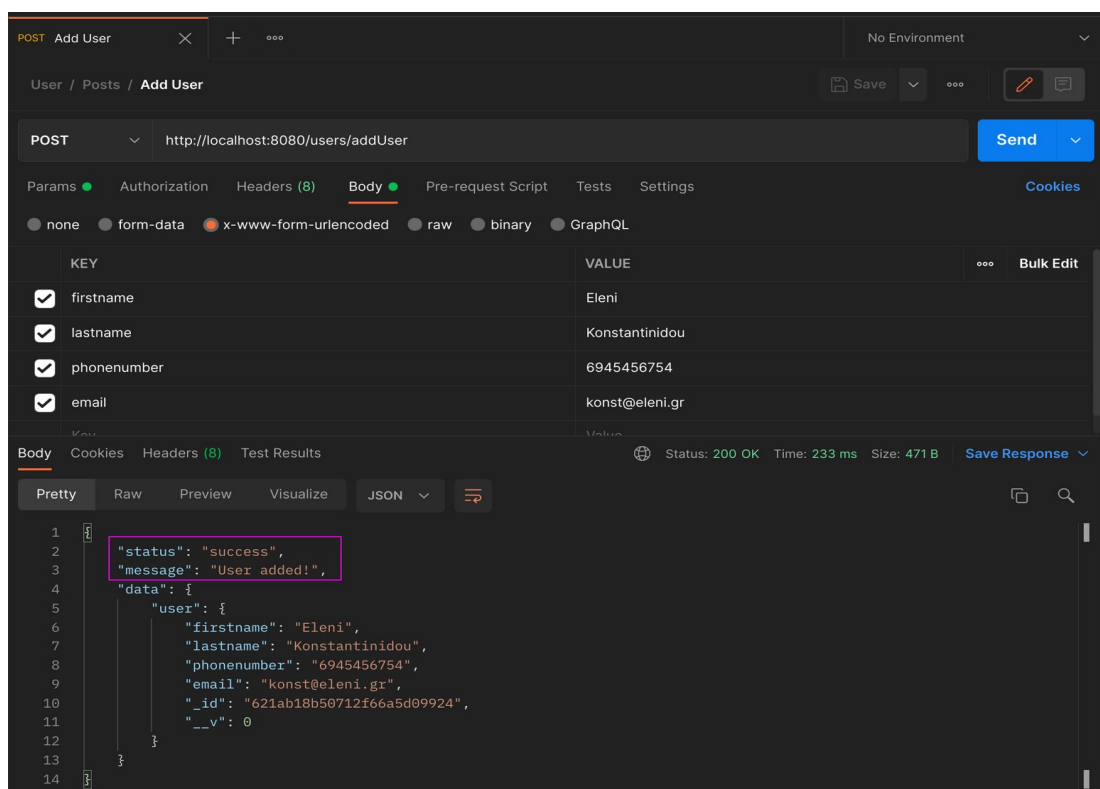 POST Add User
No Environment
User / Posts / Add User
Save
POST http://localhost:8080/users/addUser Send
Params Authorization Headers (8) Body Pre-request Script Tests Settings Cookies
none form-data x-www-form-urlencoded raw binary GraphQL
KEY VALUE Bulk Edit
firstname Eleni
lastname Konstantinidou
phonenumber 6945456754
email konst@eleni.gr
Key Value
Body Cookies Headers (8) Test Results Status: 200 OK Time: 233 ms Size: 471 B Save Response
Pretty Raw Preview Visualize JSON
1 {
2 "status": "success",
3 "message": "User added!",
4 "data": {
5 "user": {
6 "firstname": "Eleni",
7 "lastname": "Konstantinidou",
8 "phonenumber": "6945456754",
9 "email": "konst@eleni.gr",
10 "_id": "621ab18b50712f66a5d09924",
11 "__v": 0
12 }
13 }
14 }